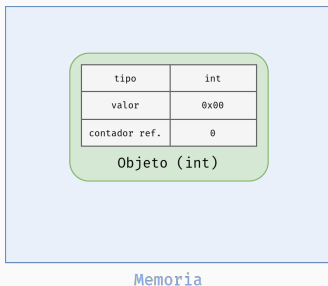 tipo int
valor 0x00
contador ref. 0
Objeto (int)
Memoria